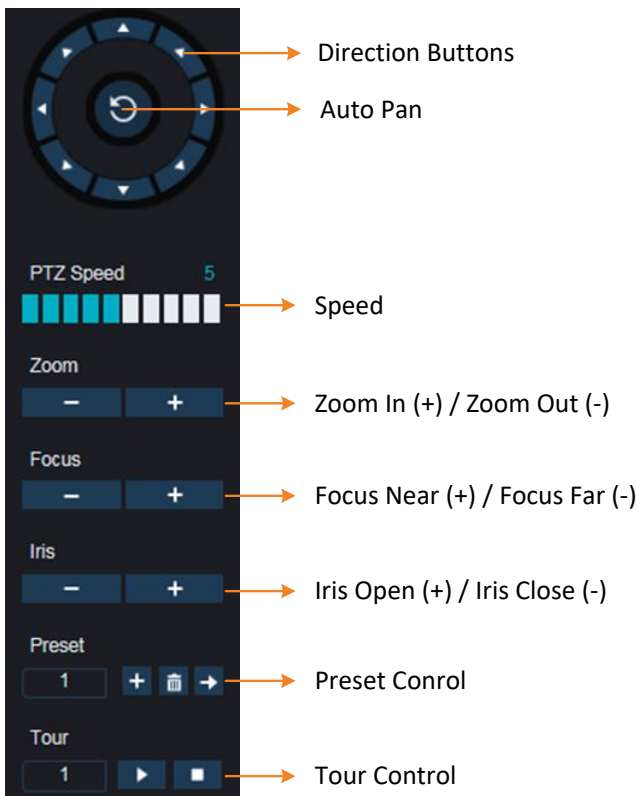 Direction Buttons
Auto Pan
PTZ Speed 5
Speed
Zoom
− +
Zoom In (+) / Zoom Out (-)
Focus
− +
Focus Near (+) / Focus Far (-)
Iris
− +
Iris Open (+) / Iris Close (-)
Preset
1 +
Preset Conrol
Tour
1
Tour Control